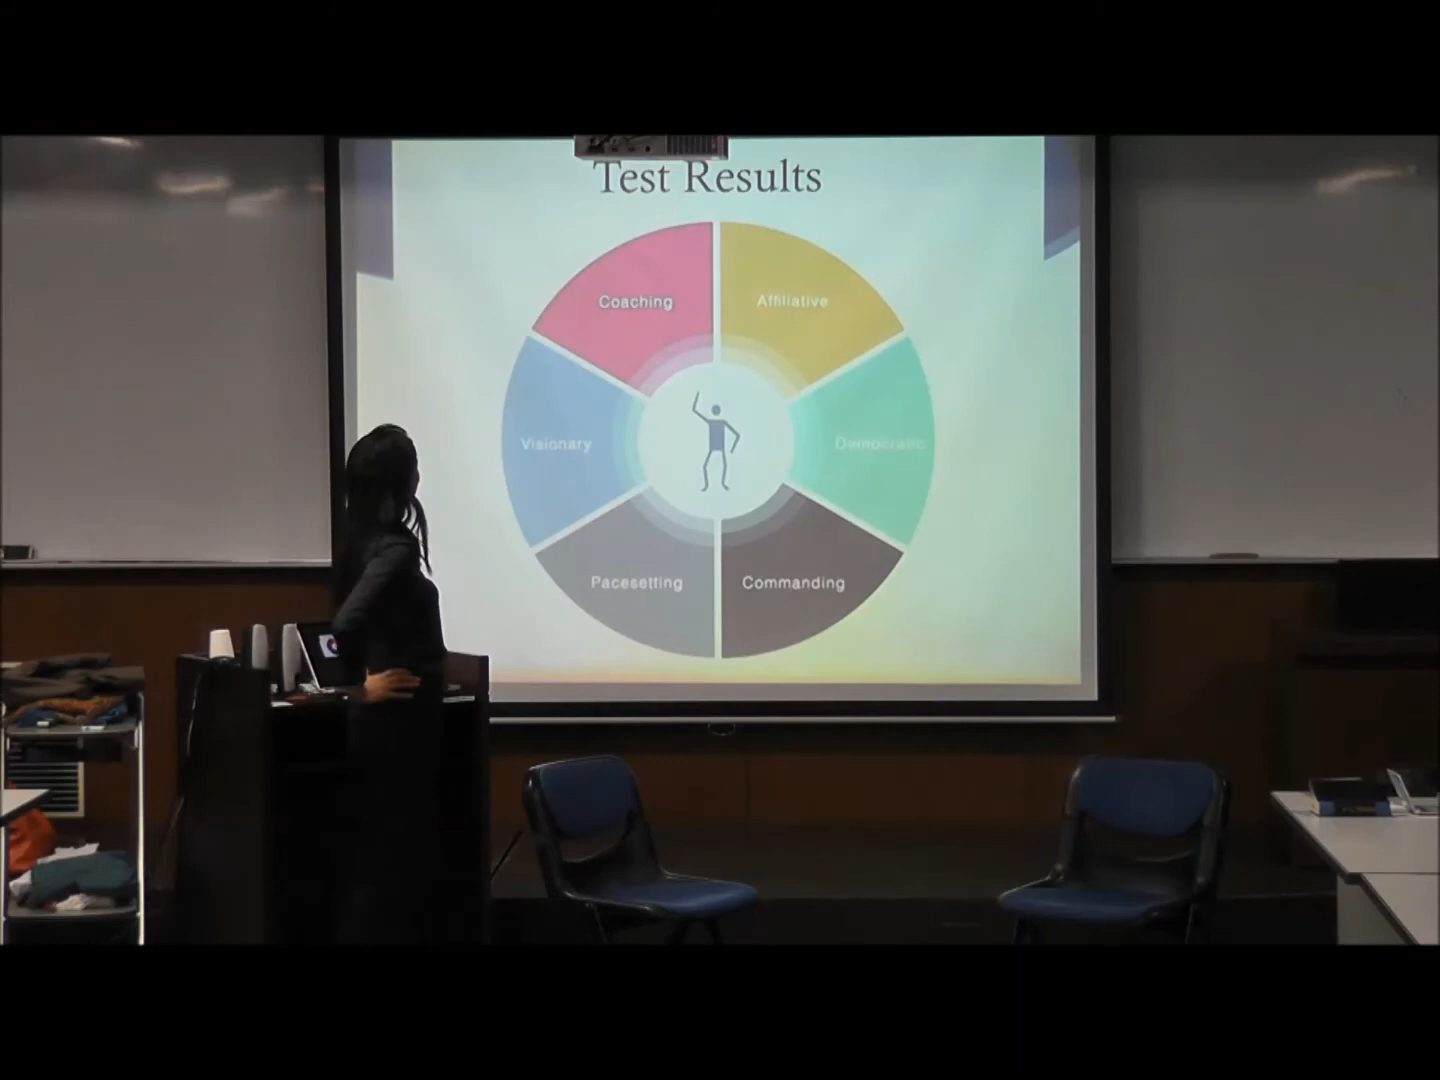 Test Results
Coaching
Affiliative
Visionary
Democratic
Pacesetting
Commanding